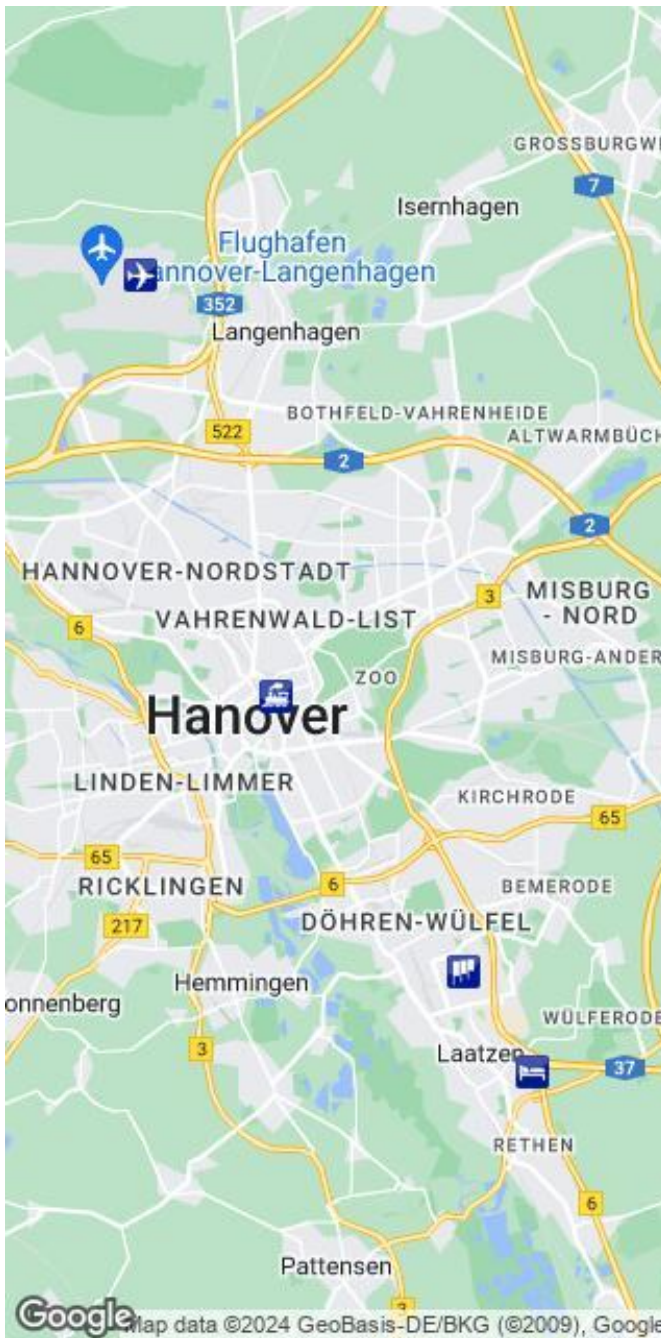 GROSSBURGWE
7
Isernhagen
Flughafen
annover-Langenhagen
352
Langenhagen
BOTHFELD-VAHRENHEIDE
522
ALTWARMBÜCH
2
2
HANNOVER-NORDSTADT
3
MISBURG
- NORD
VAHRENWALD-LIST
6
MISBURG-ANDER
ZOO
Hanover
LINDEN-LIMMER
KIRCHRODE
65
65
6
RICKLINGEN
BEMERODE
217
DÖHREN-WÜLFEL
Hemmingen
onnenberg
WÜLFERODE
3
Laatzen
37
RETHEN
6
Pattensen
3
Google
Map data ©2024 GeoBasis-DE/BKG (©2009), Google